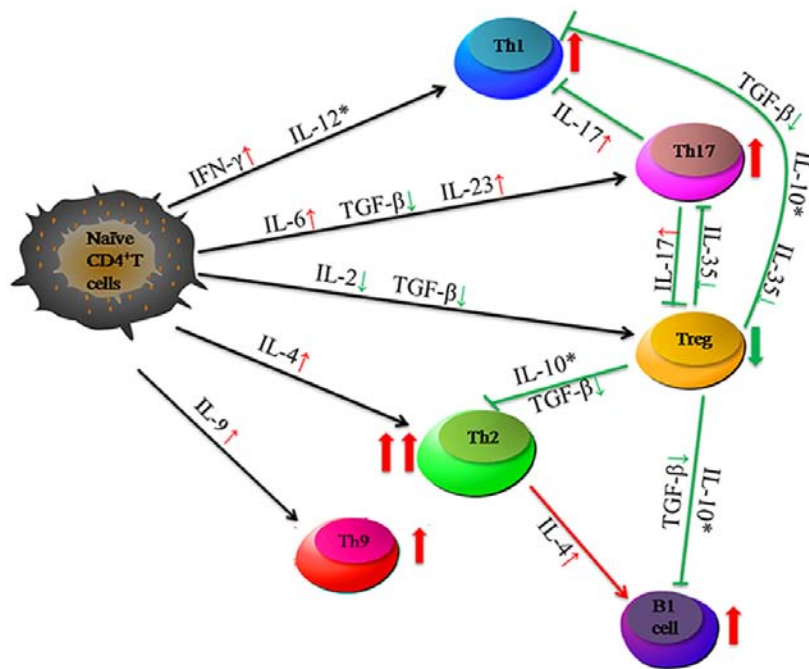 Th1
TGF-β↓
IL-10*
IL-35↓
IL-17↑
Th17
IFN-γ↑ IL-12*
IL-6↑ TGF-β↓ IL-23↑
Naïve
CD4⁺T
cells
IL-17↑
IL-35↓
IL-2↓ TGF-β↓
Treg
IL-4↑
IL-10*
TGF-β↓
IL-9↑
Th2
TGF-β↓
IL-10*
Th9
IL-4↑
B1
cell